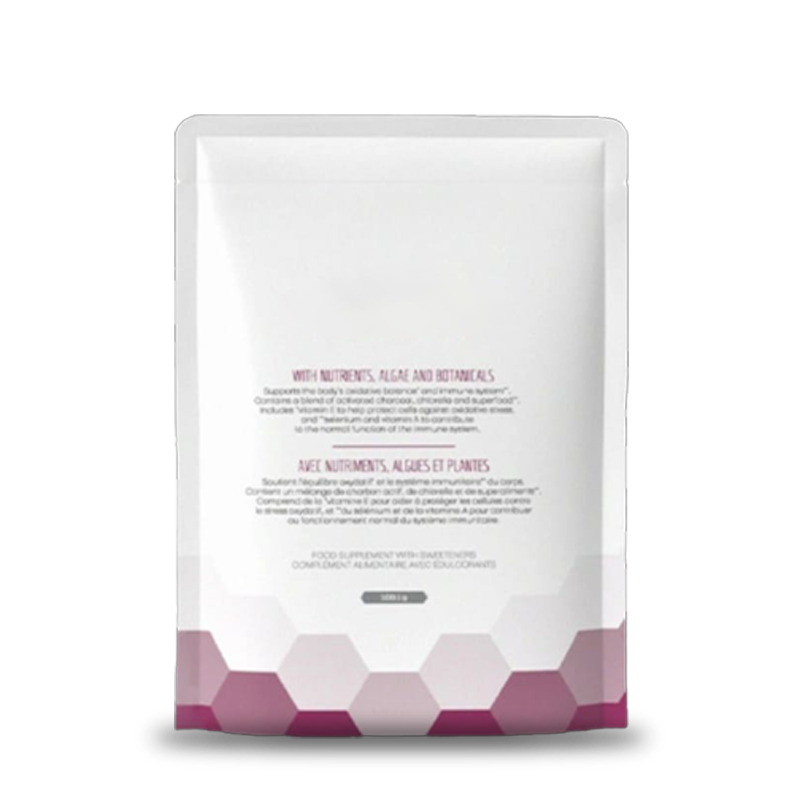 WITH NUTRIENTS, ALGAE AND BOTANICALS
Supports the body's oxidative balance* and immune system**.
Contains a blend of activated charcoal, chlorella and superfood**.
Includes *vitamin E to help protect cells against oxidative stress,
and **selenium and vitamin A to contribute
to the normal function of the immune system.
AVEC NUTRIMENTS, ALGUES ET PLANTES
Soutient l'équilibre oxydatif* et le système immunitaire** du corps.
Contient un mélange de charbon actif, de chlorella et de superaliments**.
Comprend de la *vitamine E pour aider à protéger les cellules contre
le stress oxydatif, et **du sélénium et de la vitamine A pour contribuer
au fonctionnement normal du système immunitaire.
FOOD SUPPLEMENT WITH SWEETENERS
COMPLÉMENT ALIMENTAIRE AVEC ÉDULCORANTS